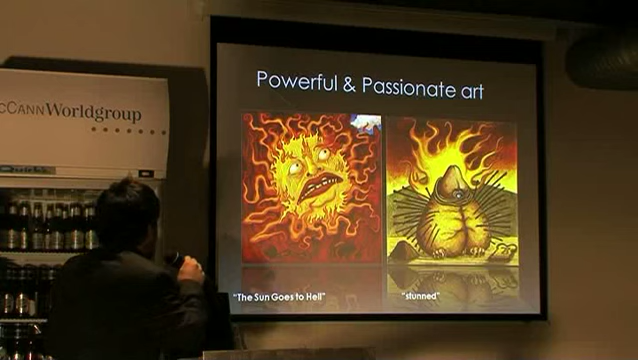 cCANNWorldgroup
Powerful & Passionate art
"The Sun Goes to Hell"
"stunned"